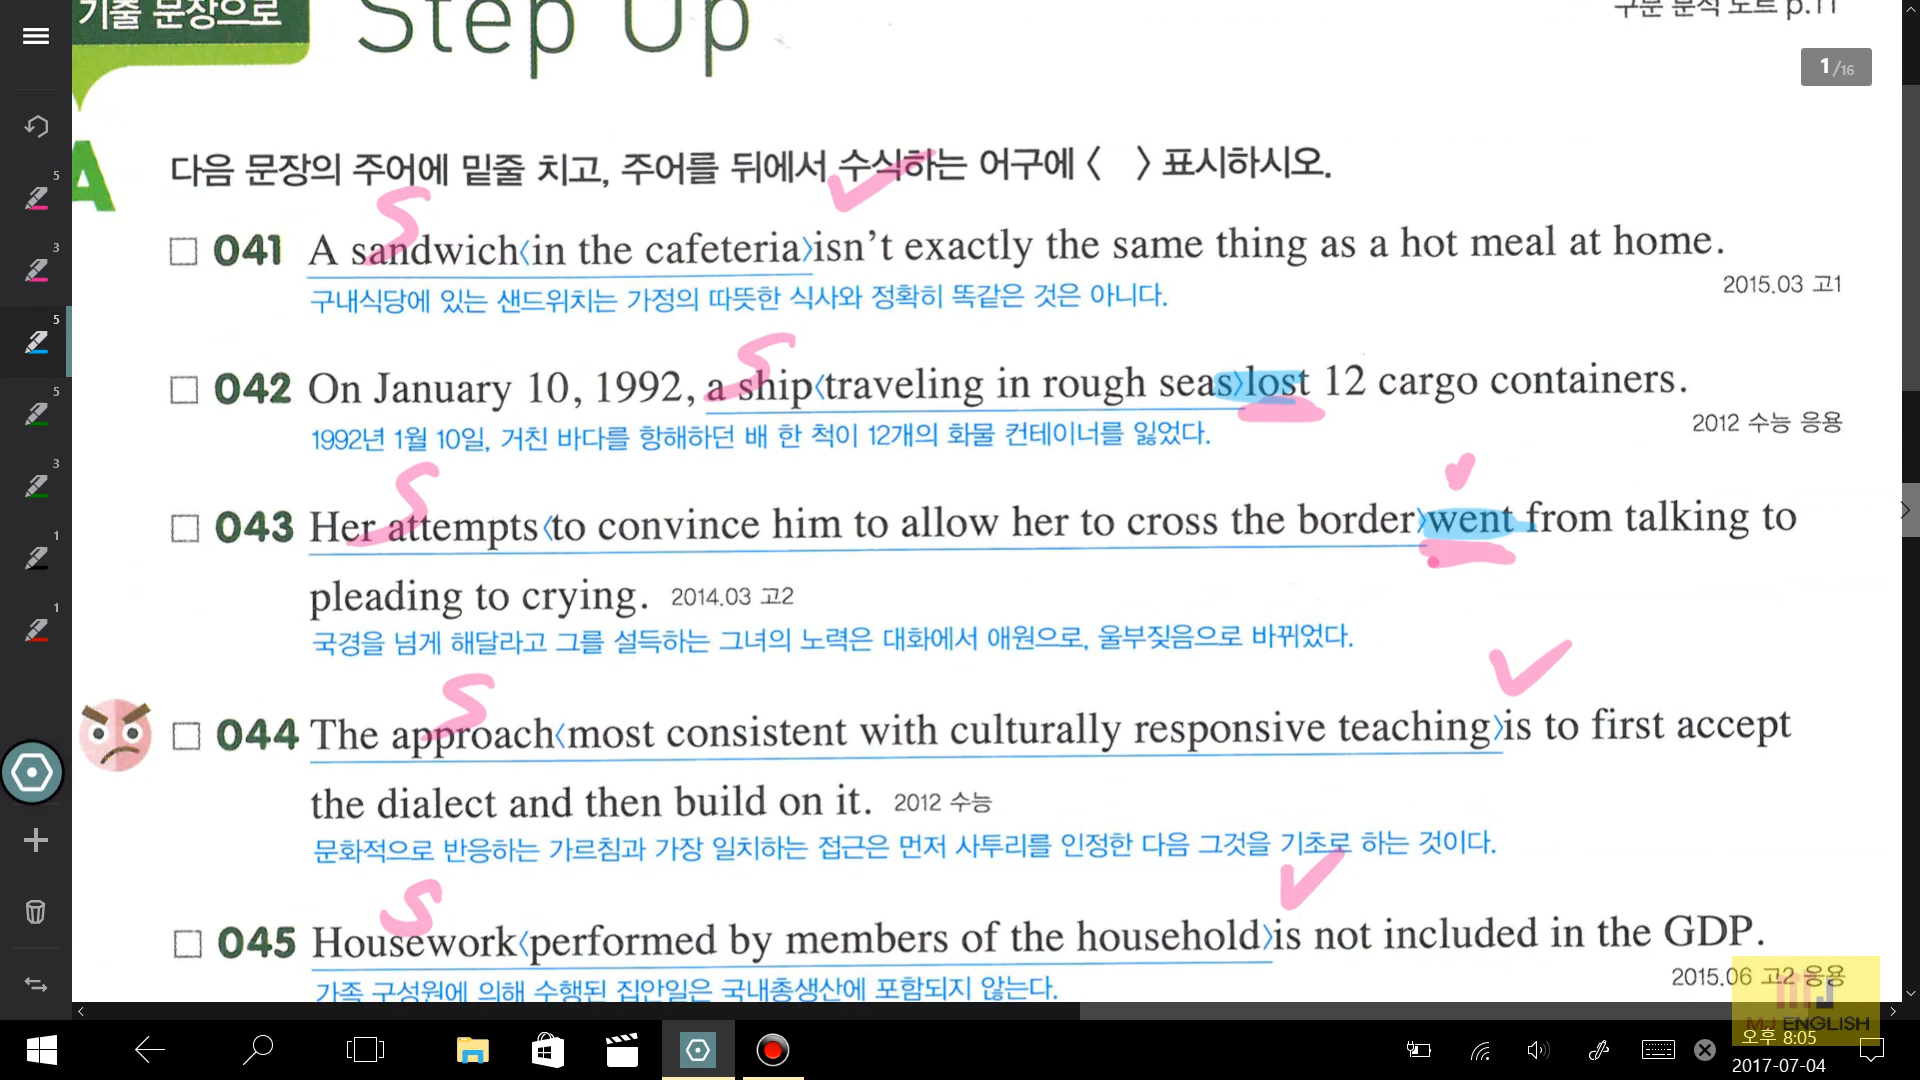 기출 문장으로
Step Up
구문 분석 노트 p.11
1/16
A
다음 문장의 주어에 밑줄 치고, 주어를 뒤에서 수식하는 어구에 〈 〉 표시하시오.
S
041 A sandwich〈in the cafeteria〉isn't exactly the same thing as a hot meal at home.
2015.03 고1
구내식당에 있는 샌드위치는 가정의 따뜻한 식사와 정확히 똑같은 것은 아니다.
S
042 On January 10, 1992, a ship〈traveling in rough seas〉lost 12 cargo containers.
2012 수능 응용
1992년 1월 10일, 거친 바다를 항해하던 배 한 척이 12개의 화물 컨테이너를 잃었다.
S
043 Her attempts〈to convince him to allow her to cross the border〉went from talking to
pleading to crying. 2014.03 고2
국경을 넘게 해달라고 그를 설득하는 그녀의 노력은 대화에서 애원으로, 울부짖음으로 바뀌었다.
S
044 The approach〈most consistent with culturally responsive teaching〉is to first accept
the dialect and then build on it. 2012 수능
문화적으로 반응하는 가르침과 가장 일치하는 접근은 먼저 사투리를 인정한 다음 그것을 기초로 하는 것이다.
S
045 Housework〈performed by members of the household〉is not included in the GDP.
2015.06 고2 응용
가족 구성원에 의해 수행된 집안일은 국내총생산에 포함되지 않는다.
5
3
5
5
3
1
1
MJ
MJ ENGLISH
오후 8:05
2017-07-04